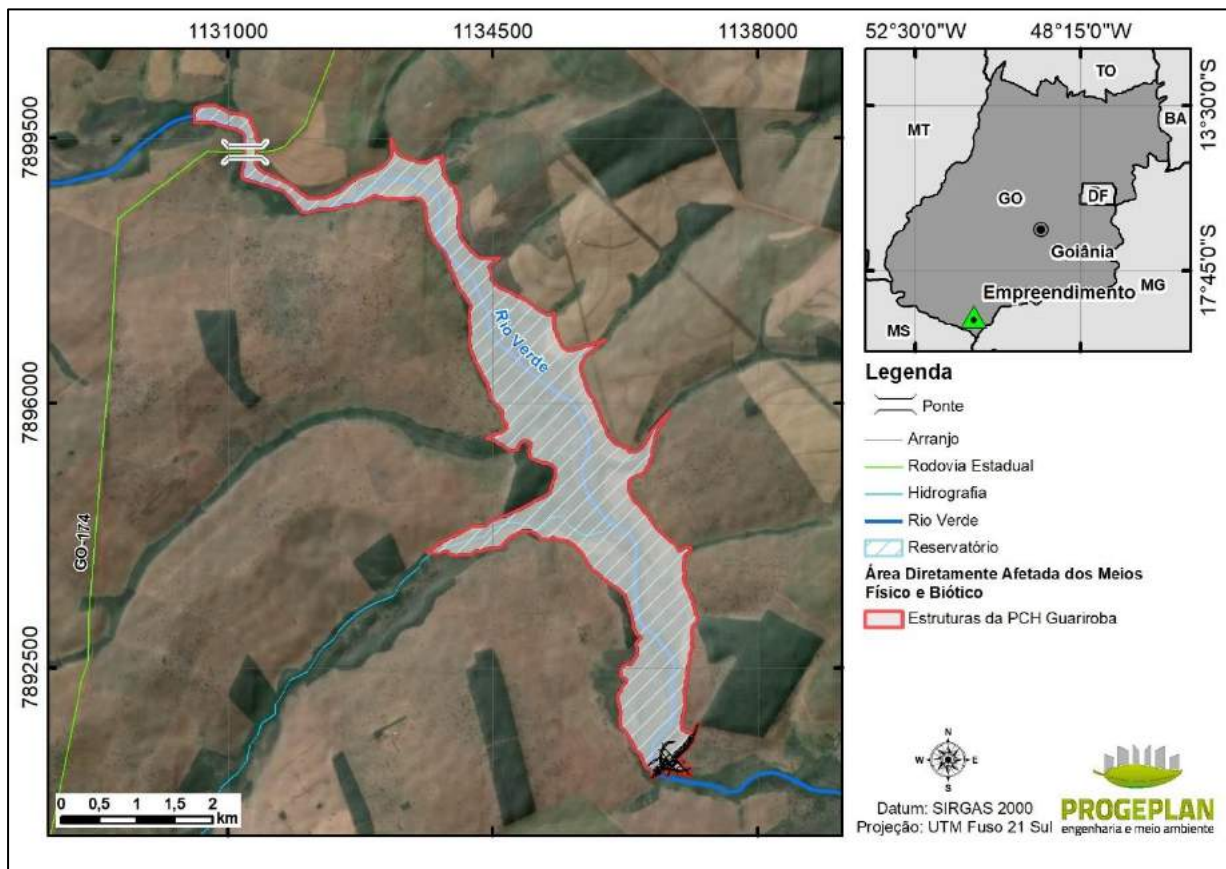 1131000
1134500
1138000
7899500
7896000
7892500
Rio Verde
GO-174
0 0,5 1 1,5 2
km
52°30'0"W
48°15'0"W
13°30'0"S
17°45'0"S
TO
MT
BA
GO
DF
Goiânia
MG
Empreendimento
MS
Legenda
Ponte
Arranjo
Rodovia Estadual
Hidrografia
Rio Verde
Reservatório
Área Diretamente Afetada dos Meios
Físico e Biótico
Estruturas da PCH Guariroba
N
W E
S
Datum: SIRGAS 2000
Projeção: UTM Fuso 21 Sul
PROGEPLAN
engenharia e meio ambiente